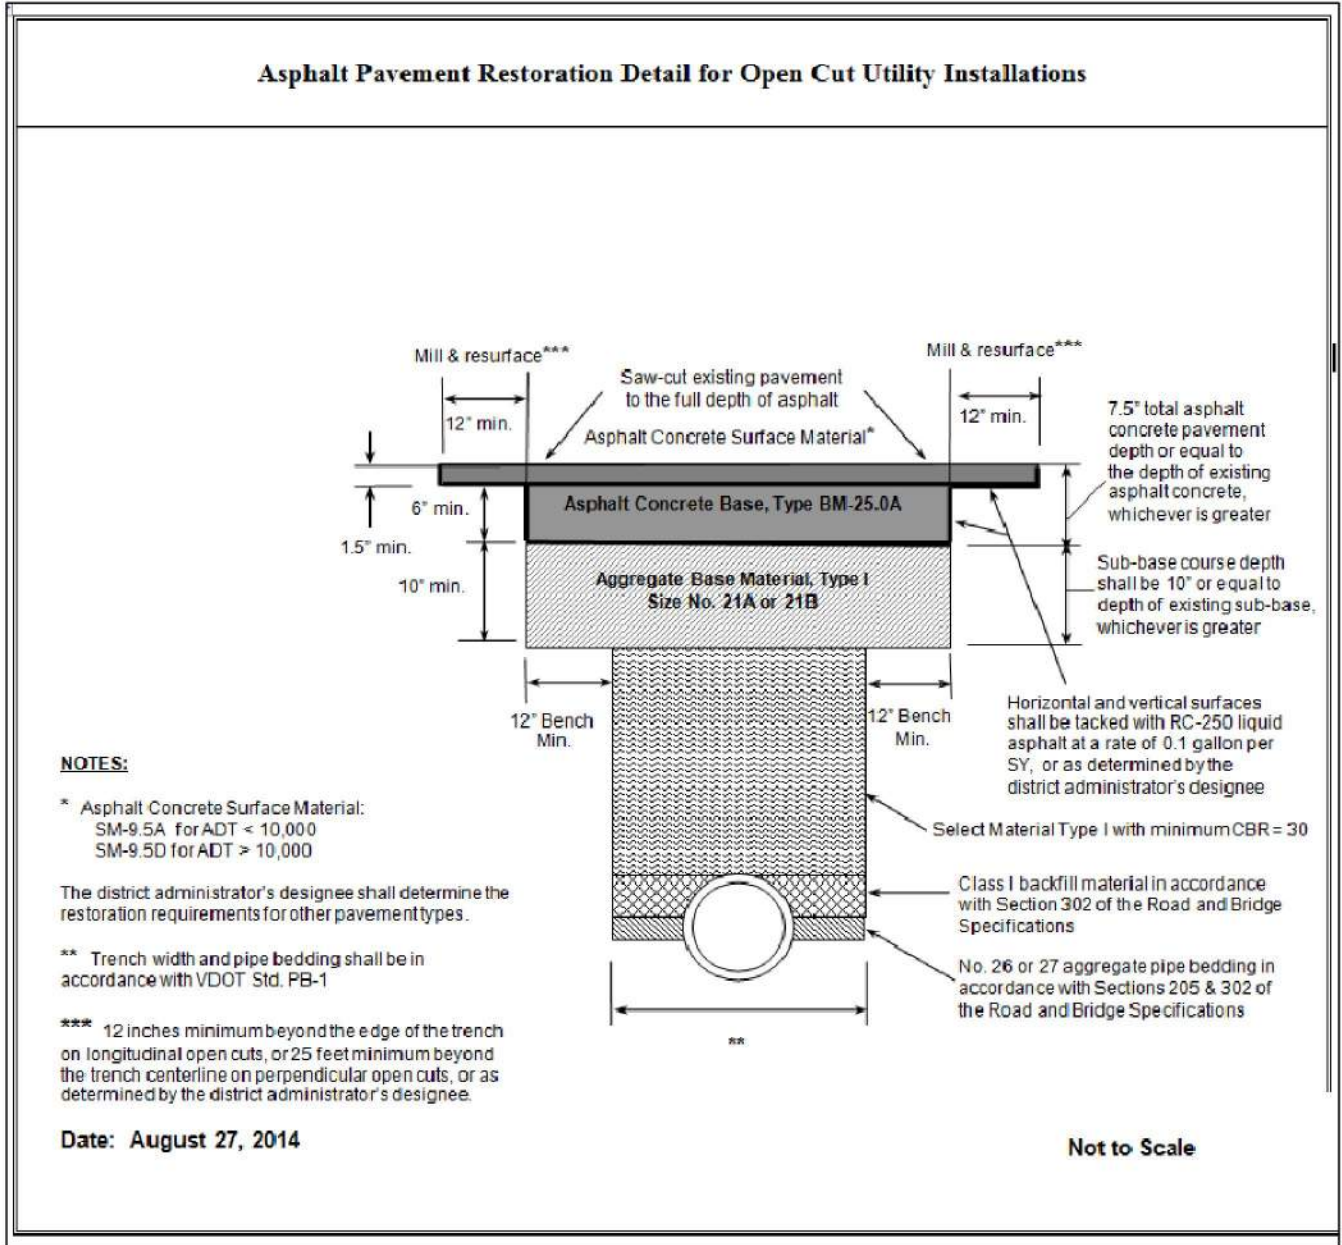 Asphalt Pavement Restoration Detail for Open Cut Utility Installations
Mill & resurface***
Mill & resurface***
Saw-cut existing pavement
to the full depth of asphalt
12" min.
12" min.
Asphalt Concrete Surface Material*
7.5" total asphalt
concrete pavement
depth or equal to
the depth of existing
asphalt concrete,
whichever is greater
6" min.
Asphalt Concrete Base, Type BM-25.0A
1.5" min.
10" min.
Aggregate Base Material, Type I
Size No. 21A or 21B
Sub-base course depth
shall be 10" or equal to
depth of existing sub-base,
whichever is greater
12" Bench
Min.
12" Bench
Min.
Horizontal and vertical surfaces
shall be tacked with RC-250 liquid
asphalt at a rate of 0.1 gallon per
SY, or as determined by the
district administrator's designee
Select Material Type I with minimum CBR = 30
Class I backfill material in accordance
with Section 302 of the Road and Bridge
Specifications
No. 26 or 27 aggregate pipe bedding in
accordance with Sections 205 & 302 of
the Road and Bridge Specifications
**
NOTES:
* Asphalt Concrete Surface Material:
SM-9.5A for ADT < 10,000
SM-9.5D for ADT > 10,000
The district administrator's designee shall determine the
restoration requirements for other pavement types.
** Trench width and pipe bedding shall be in
accordance with VDOT Std. PB-1
*** 12 inches minimum beyond the edge of the trench
on longitudinal open cuts, or 25 feet minimum beyond
the trench centerline on perpendicular open cuts, or as
determined by the district administrator's designee.
Date: August 27, 2014
Not to Scale